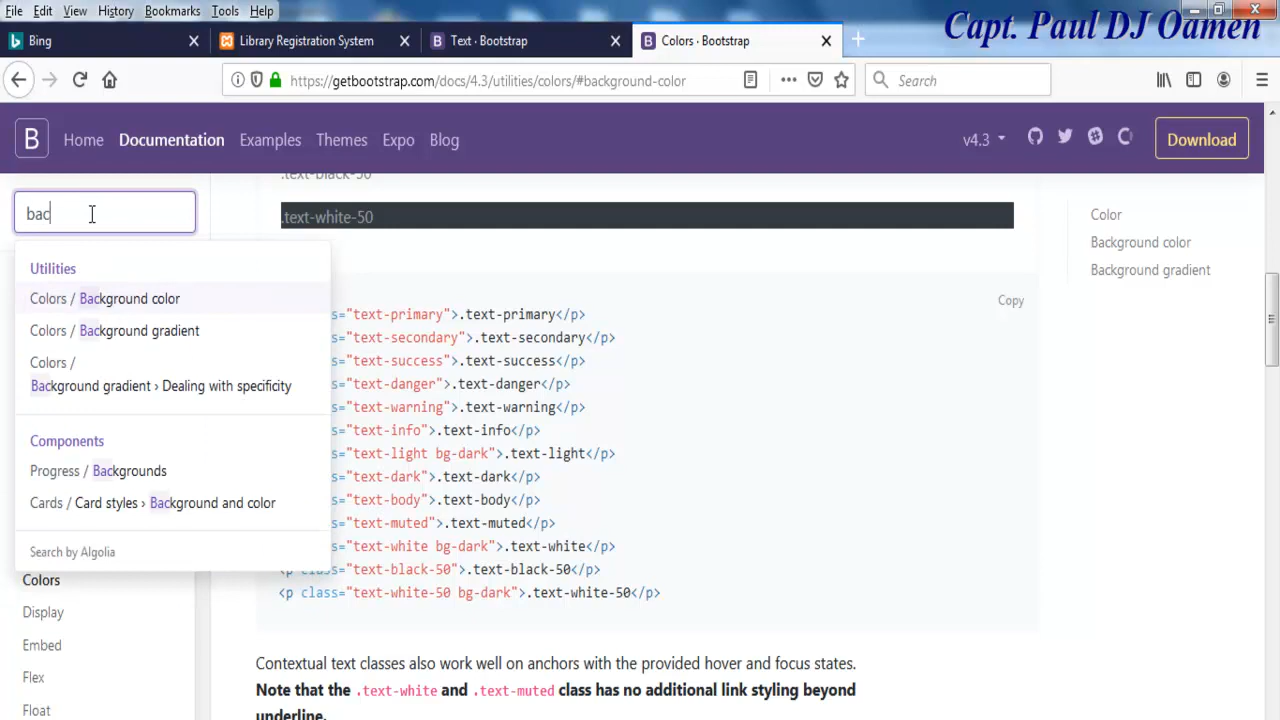 File Edit View History Bookmarks Tools Help
Capt. Paul DJ Oamen
Bing
Library Registration System
Text · Bootstrap
Colors · Bootstrap
https://getbootstrap.com/docs/4.3/utilities/colors/#background-color
Search
B Home Documentation Examples Themes Expo Blog v4.3 Download
.text-black-50
bac
.text-white-50
Color
Background color
Background gradient
Utilities
Colors / Background color
Colors / Background gradient
Colors /
Background gradient › Dealing with specificity
Components
Progress / Backgrounds
Cards / Card styles › Background and color
Search by Algolia
Colors
Display
Embed
Flex
Float
Copy
s="text-primary">.text-primary</p>
s="text-secondary">.text-secondary</p>
s="text-success">.text-success</p>
s="text-danger">.text-danger</p>
s="text-warning">.text-warning</p>
s="text-info">.text-info</p>
s="text-light bg-dark">.text-light</p>
s="text-dark">.text-dark</p>
s="text-body">.text-body</p>
s="text-muted">.text-muted</p>
s="text-white bg-dark">.text-white</p>
<p class="text-black-50">.text-black-50</p>
<p class="text-white-50 bg-dark">.text-white-50</p>
Contextual text classes also work well on anchors with the provided hover and focus states.
Note that the .text-white and .text-muted class has no additional link styling beyond
underline.